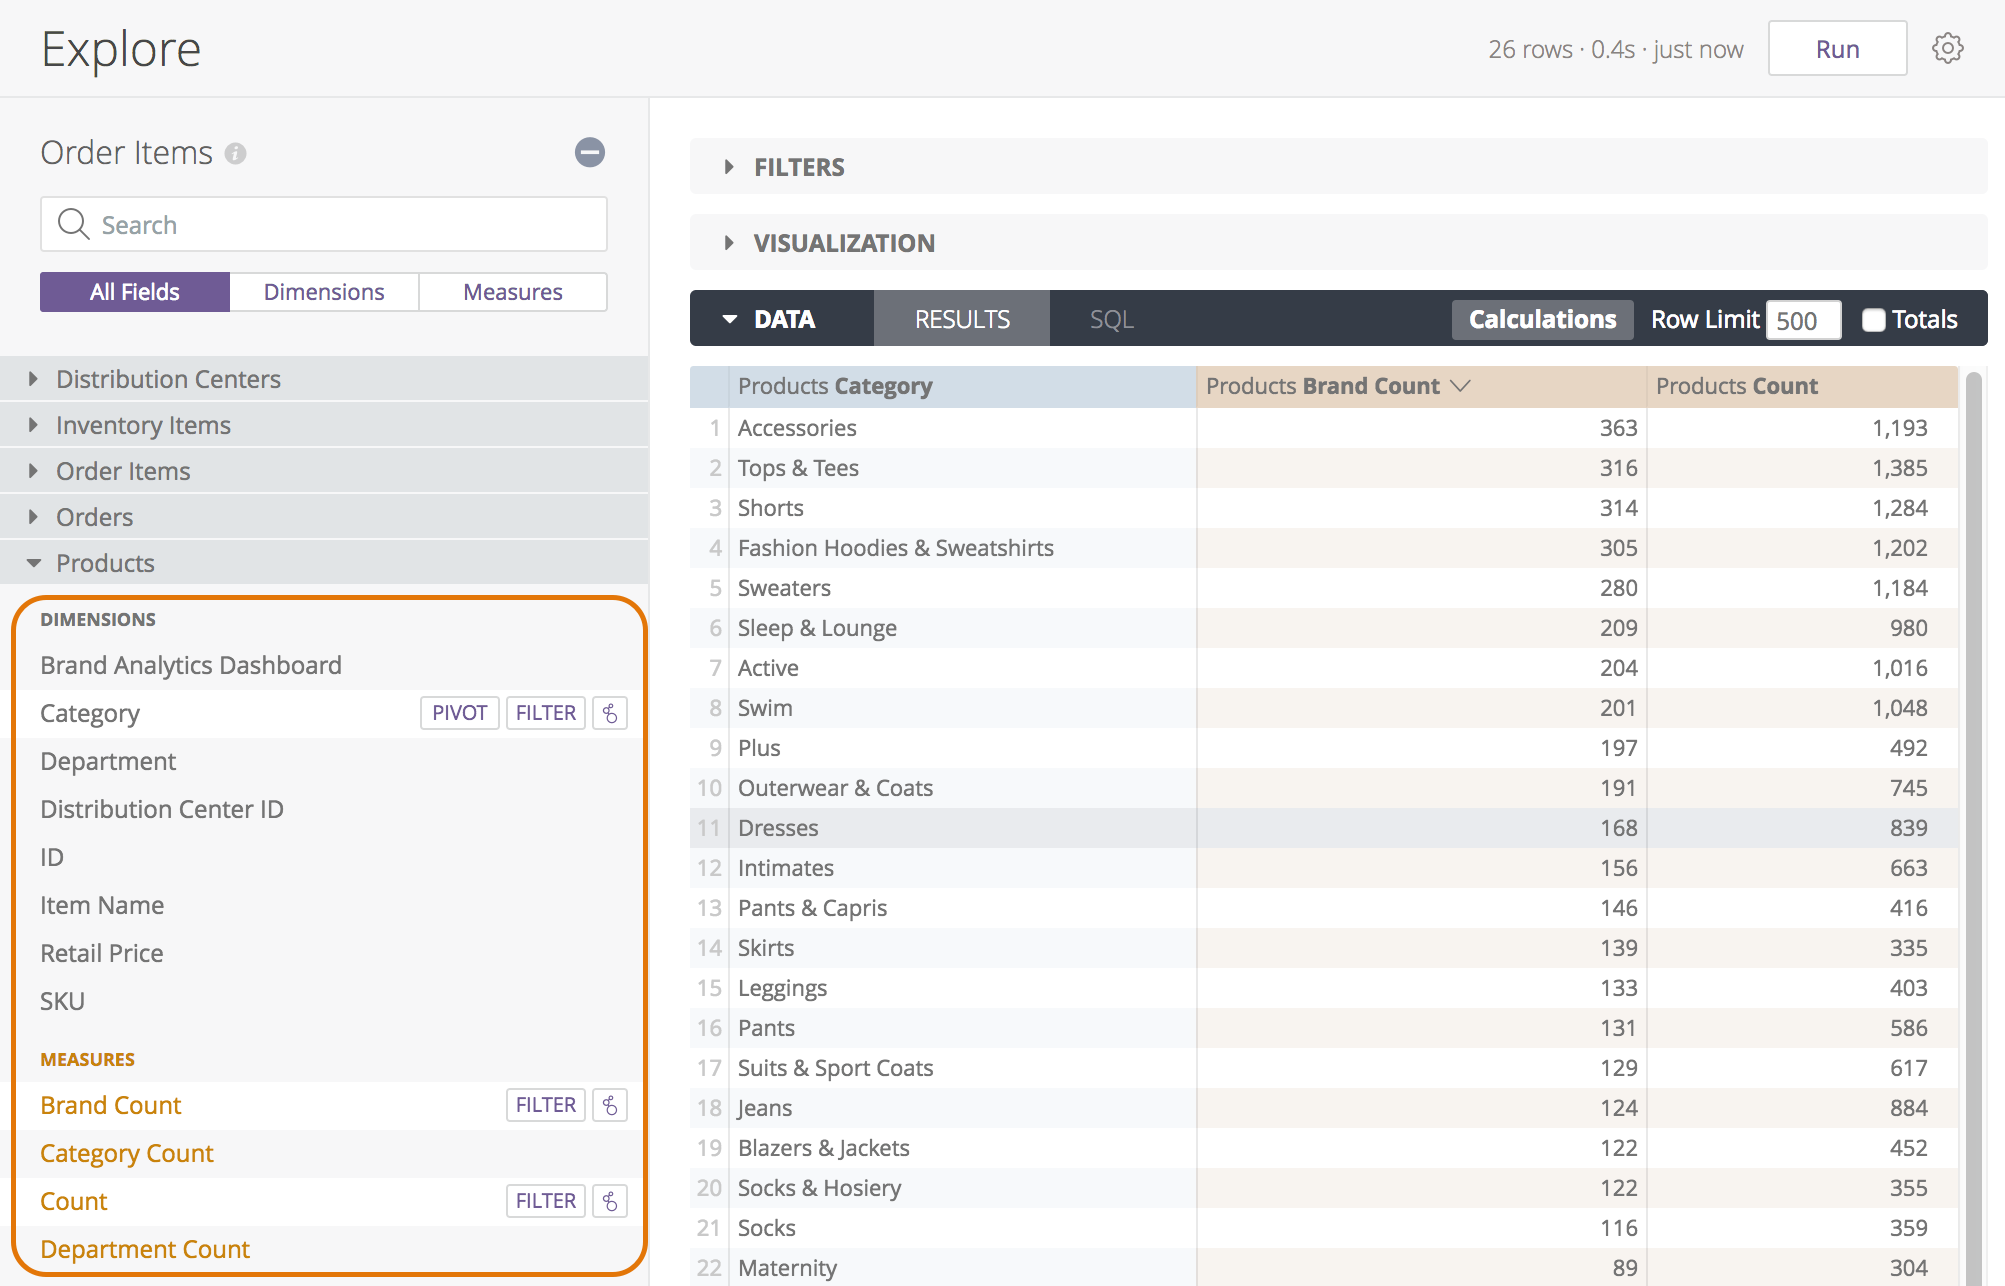 Explore
26 rows · 0.4s · just now
Run
Order Items
Search
All Fields
Dimensions
Measures
Distribution Centers
Inventory Items
Order Items
Orders
Products
DIMENSIONS
Brand Analytics Dashboard
Category PIVOT FILTER
Department
Distribution Center ID
ID
Item Name
Retail Price
SKU
MEASURES
Brand Count FILTER
Category Count
Count FILTER
Department Count
FILTERS
VISUALIZATION
DATA RESULTS SQL Calculations Row Limit 500 Totals
Products Category Products Brand Count Products Count
1 Accessories 363 1,193
2 Tops & Tees 316 1,385
3 Shorts 314 1,284
4 Fashion Hoodies & Sweatshirts 305 1,202
5 Sweaters 280 1,184
6 Sleep & Lounge 209 980
7 Active 204 1,016
8 Swim 201 1,048
9 Plus 197 492
10 Outerwear & Coats 191 745
11 Dresses 168 839
12 Intimates 156 663
13 Pants & Capris 146 416
14 Skirts 139 335
15 Leggings 133 403
16 Pants 131 586
17 Suits & Sport Coats 129 617
18 Jeans 124 884
19 Blazers & Jackets 122 452
20 Socks & Hosiery 122 355
21 Socks 116 359
22 Maternity 89 304